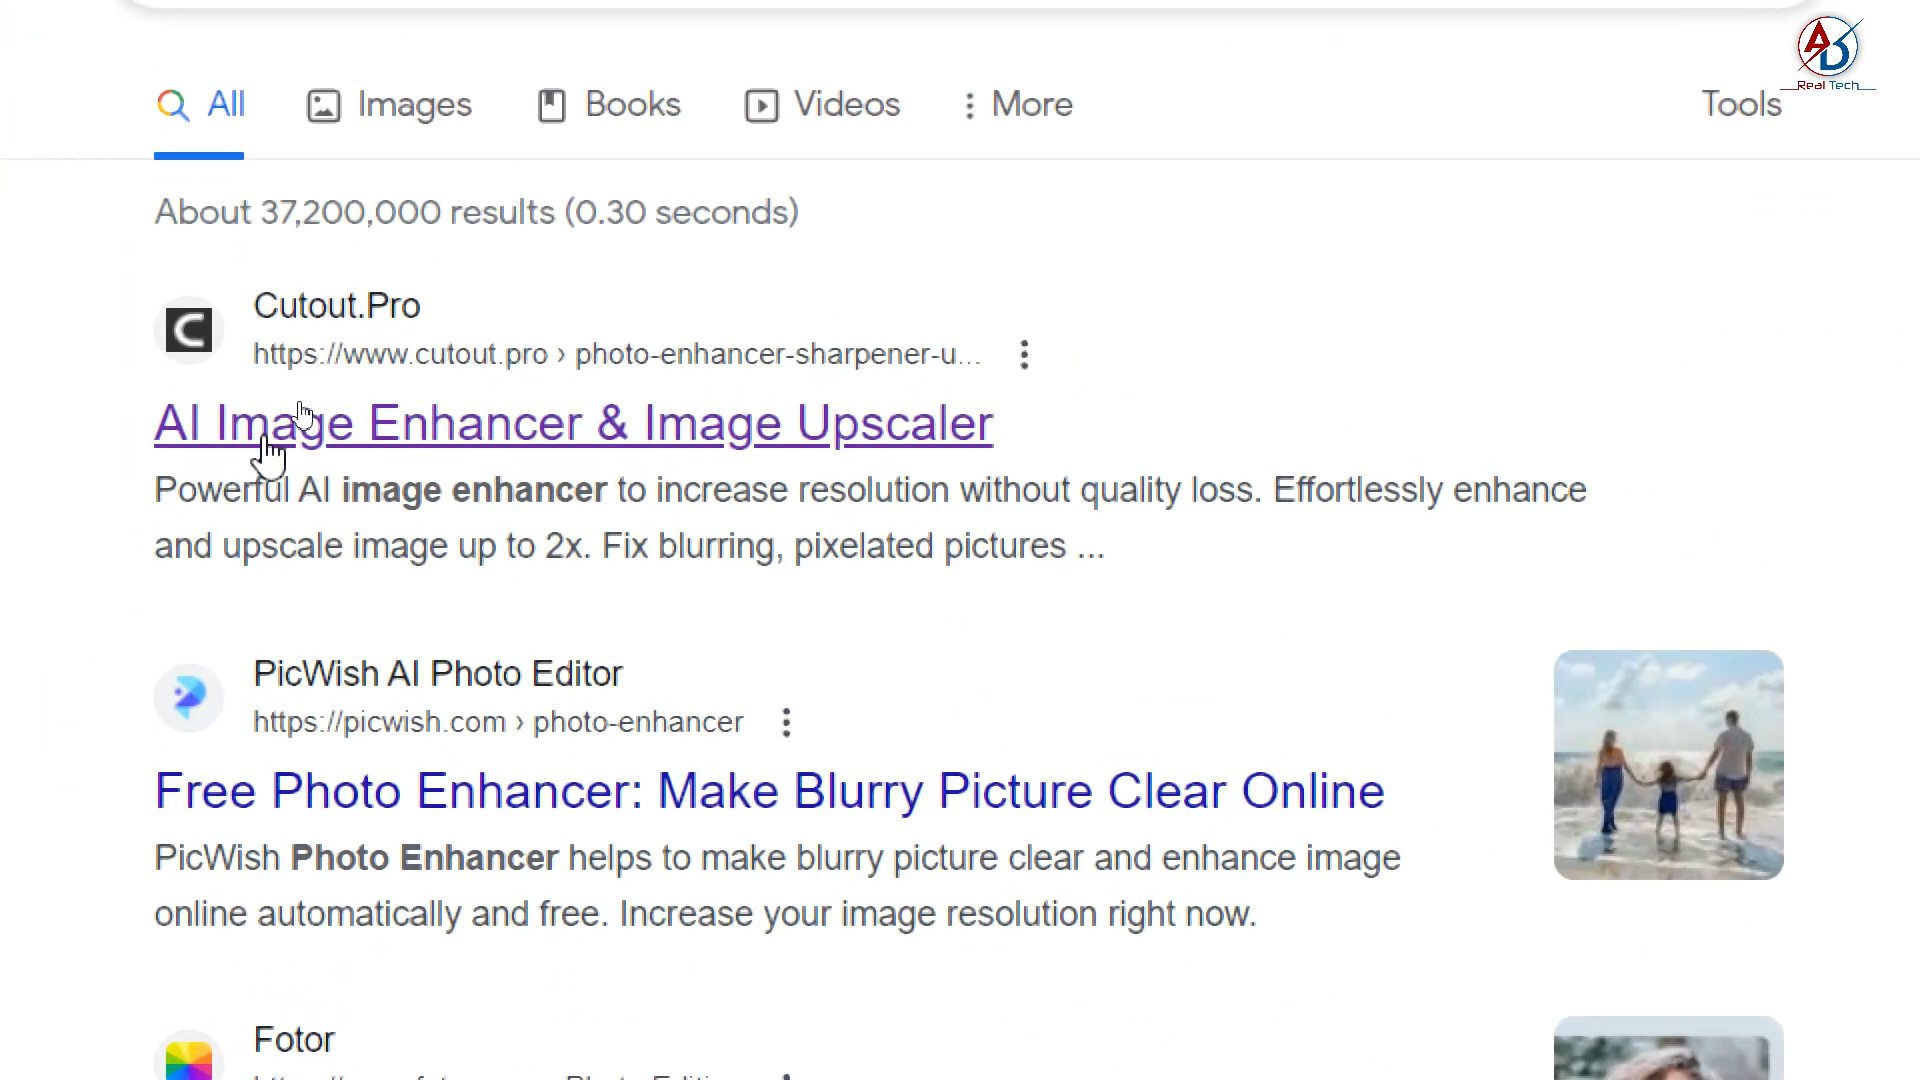 All Images Books Videos More Tools
AD
Real Tech
About 37,200,000 results (0.30 seconds)
Cutout.Pro
https://www.cutout.pro › photo-enhancer-sharpener-u...
AI Image Enhancer & Image Upscaler
Powerful AI image enhancer to increase resolution without quality loss. Effortlessly enhance
and upscale image up to 2x. Fix blurring, pixelated pictures ...
PicWish AI Photo Editor
https://picwish.com › photo-enhancer
Free Photo Enhancer: Make Blurry Picture Clear Online
PicWish Photo Enhancer helps to make blurry picture clear and enhance image
online automatically and free. Increase your image resolution right now.
Fotor